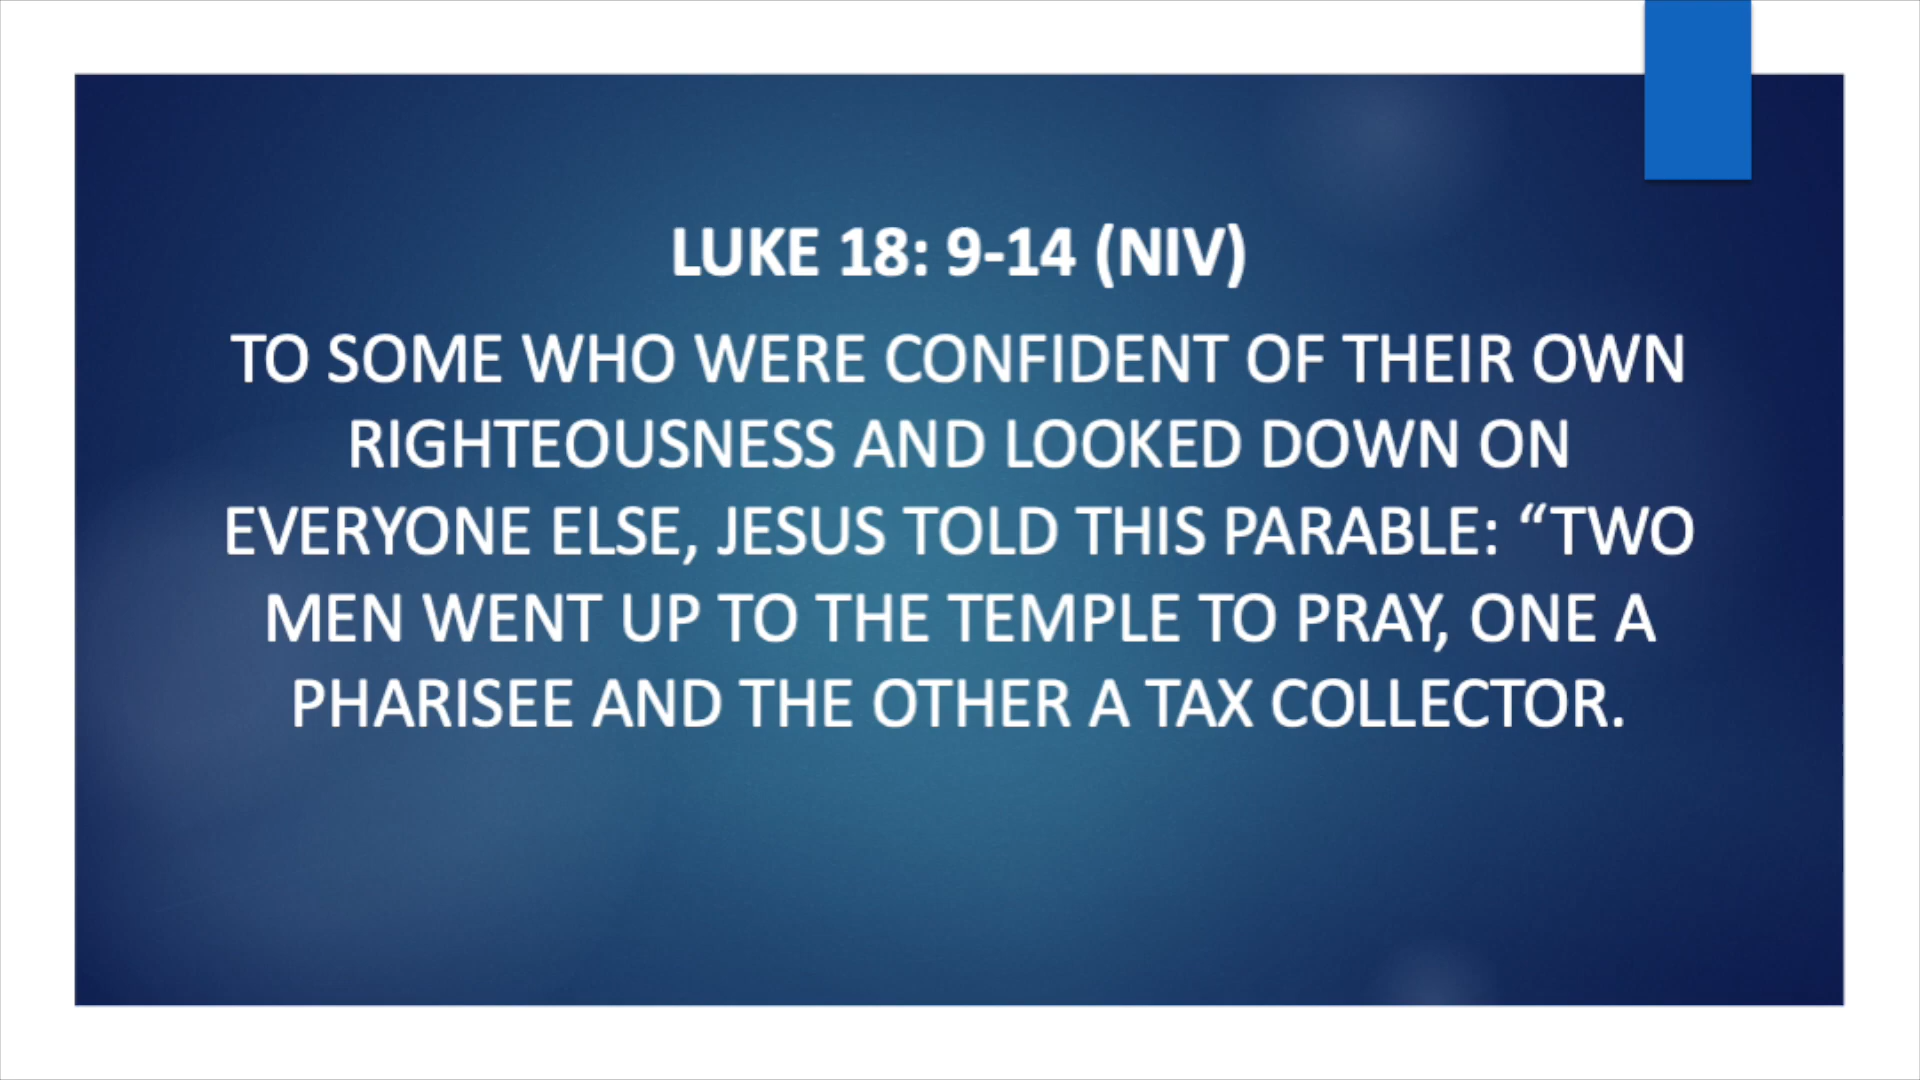 LUKE 18: 9-14 (NIV)
TO SOME WHO WERE CONFIDENT OF THEIR OWN
RIGHTEOUSNESS AND LOOKED DOWN ON
EVERYONE ELSE, JESUS TOLD THIS PARABLE: “TWO
MEN WENT UP TO THE TEMPLE TO PRAY, ONE A
PHARISEE AND THE OTHER A TAX COLLECTOR.